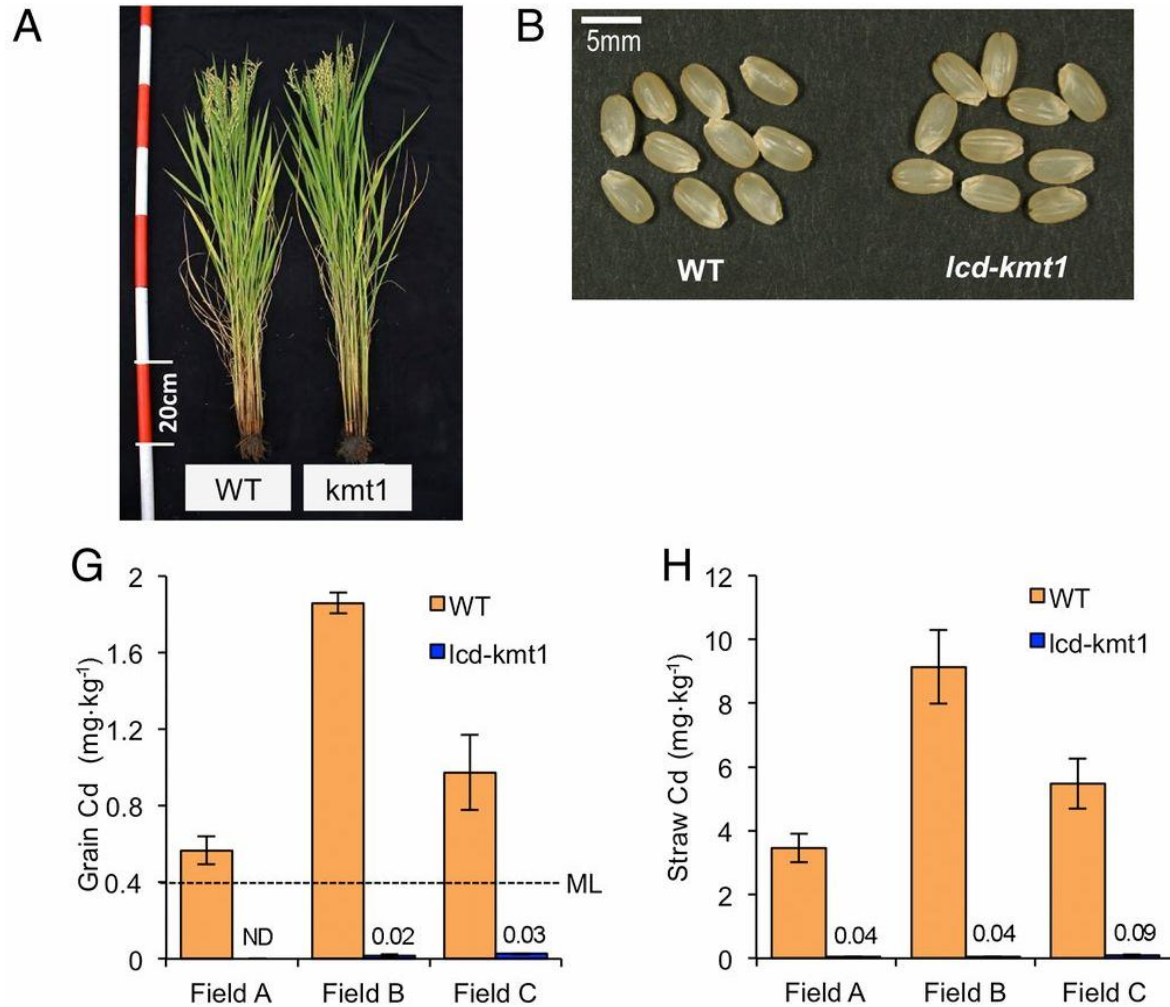 A
20cm
WT kmt1
B
5mm
WT lcd-kmt1
G
Grain Cd (mg·kg⁻¹)
2
1.6
1.2
0.8
0.4
0
WT
lcd-kmt1
ML
ND 0.02 0.03
Field A Field B Field C
H
Straw Cd (mg·kg⁻¹)
12
10
8
6
4
2
0
WT
lcd-kmt1
0.04 0.04 0.09
Field A Field B Field C